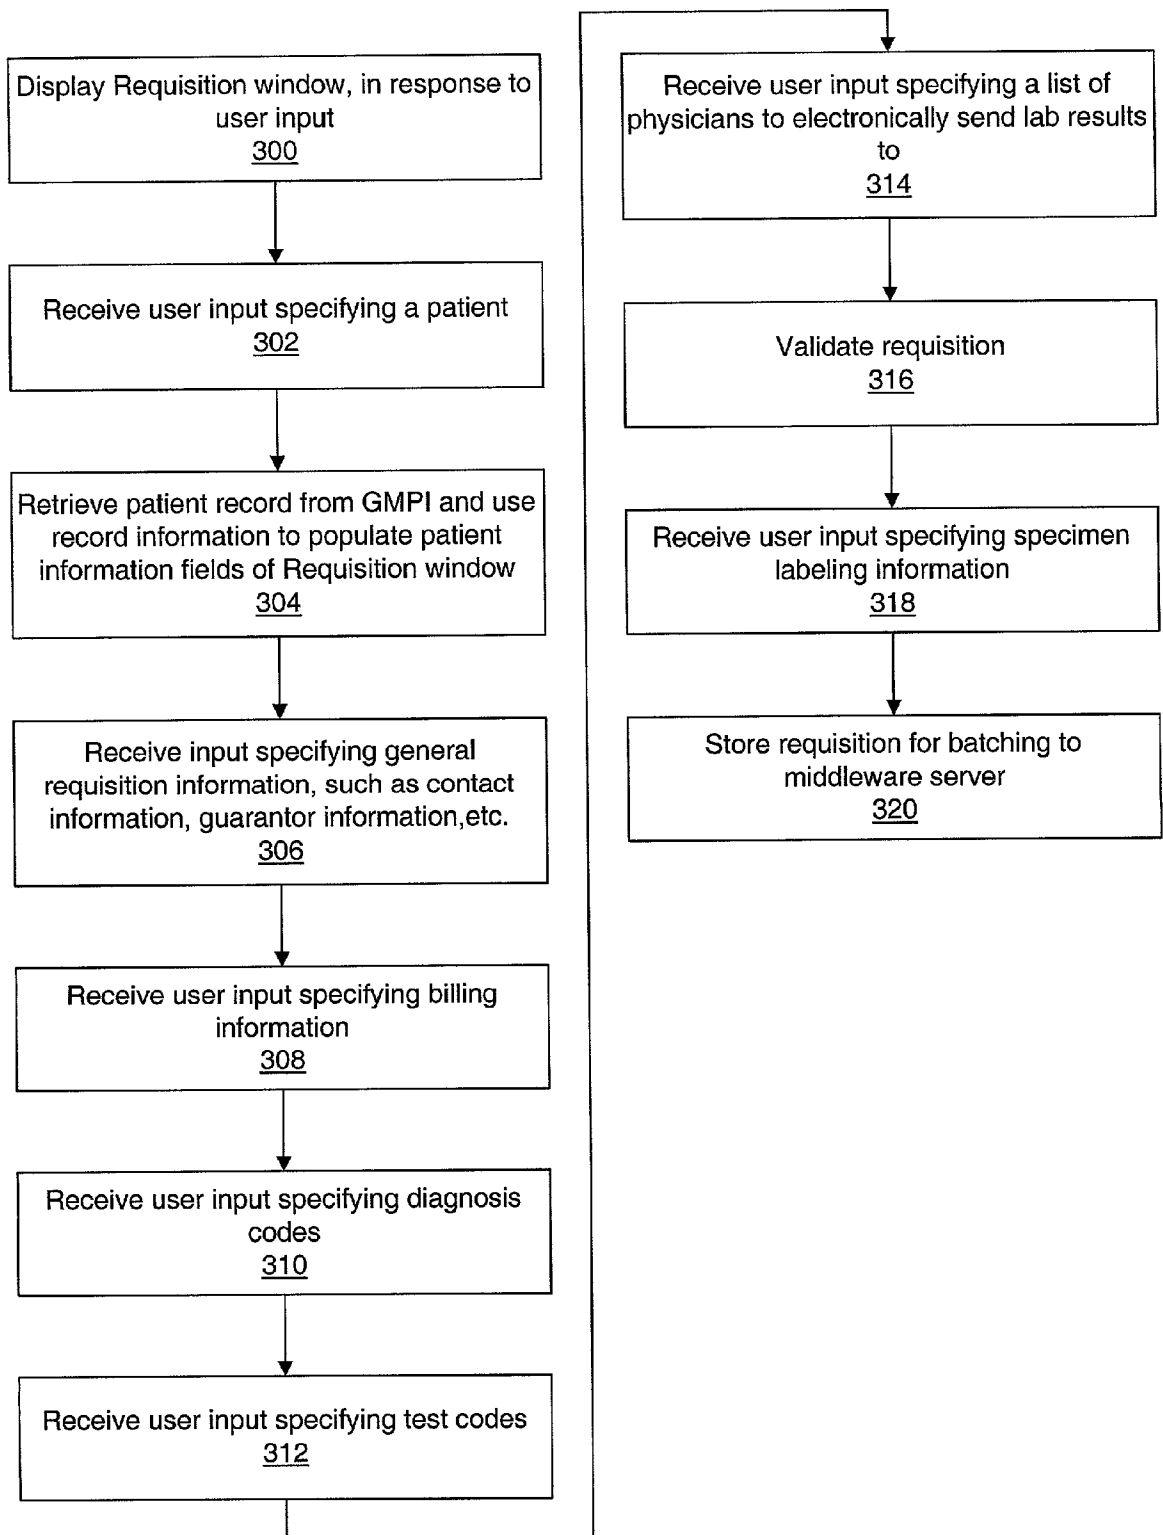 Display Requisition window, in response to
user input
300
Receive user input specifying a patient
302
Retrieve patient record from GMPI and use
record information to populate patient
information fields of Requisition window
304
Receive input specifying general
requisition information, such as contact
information, guarantor information,etc.
306
Receive user input specifying billing
information
308
Receive user input specifying diagnosis
codes
310
Receive user input specifying test codes
312
Receive user input specifying a list of
physicians to electronically send lab results
to
314
Validate requisition
316
Receive user input specifying specimen
labeling information
318
Store requisition for batching to
middleware server
320